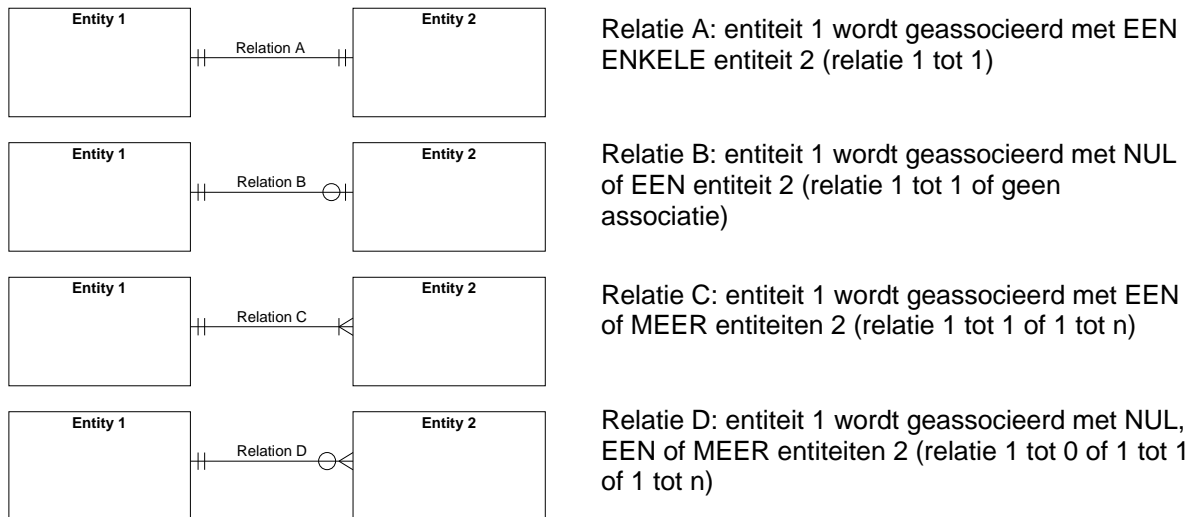 Entity 1
Relation A
Entity 2
Relatie A: entiteit 1 wordt geassocieerd met EEN
ENKELE entiteit 2 (relatie 1 tot 1)
Entity 1
Relation B
Entity 2
Relatie B: entiteit 1 wordt geassocieerd met NUL
of EEN entiteit 2 (relatie 1 tot 1 of geen
associatie)
Entity 1
Relation C
Entity 2
Relatie C: entiteit 1 wordt geassocieerd met EEN
of MEER entiteiten 2 (relatie 1 tot 1 of 1 tot n)
Entity 1
Relation D
Entity 2
Relatie D: entiteit 1 wordt geassocieerd met NUL,
EEN of MEER entiteiten 2 (relatie 1 tot 0 of 1 tot 1
of 1 tot n)